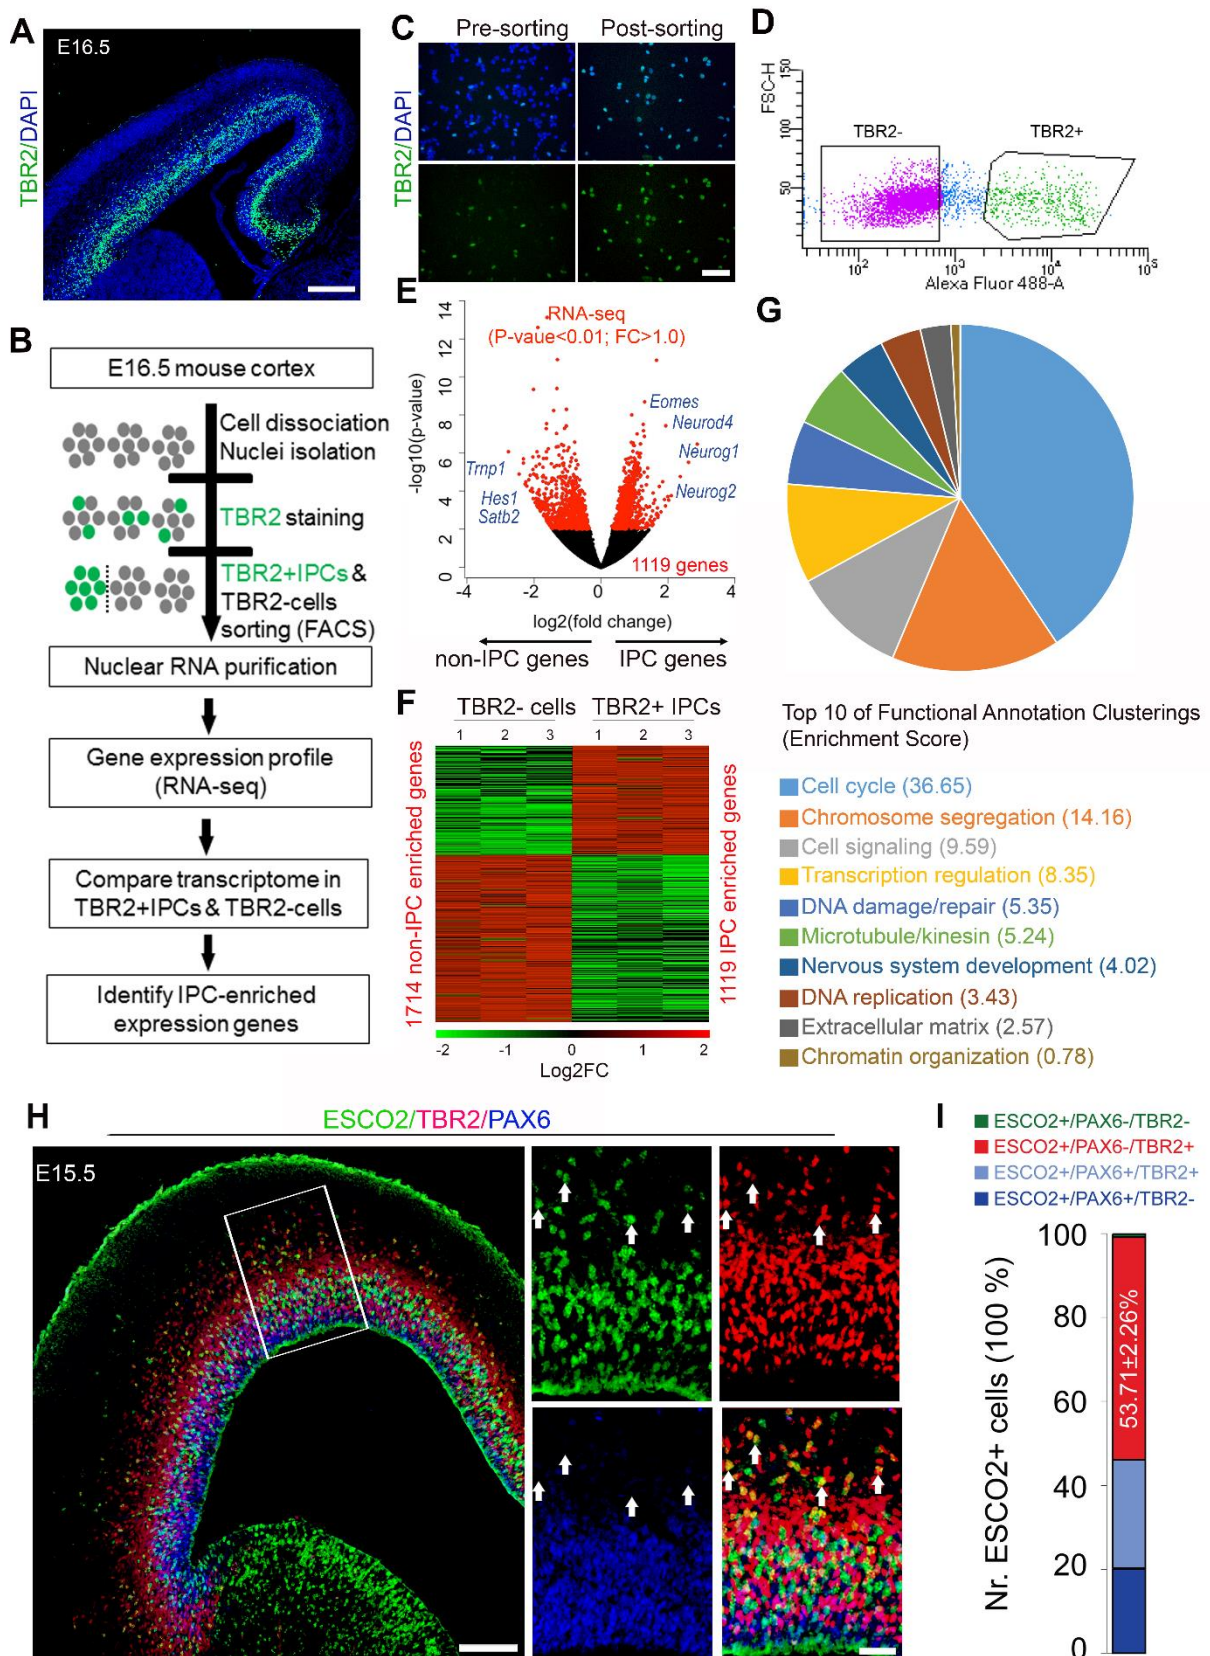 A
E16.5
TBR2/DAPI
B
E16.5 mouse cortex
Cell dissociation
Nuclei isolation
TBR2 staining
TBR2+IPCs &
TBR2-cells
sorting (FACS)
Nuclear RNA purification
Gene expression profile
(RNA-seq)
Compare transcriptome in
TBR2+IPCs & TBR2-cells
Identify IPC-enriched
expression genes
C
Pre-sorting Post-sorting
TBR2/DAPI
D
FSC-H
150
100
50
TBR2- TBR2+
10² 10³ 10⁴ 10⁵
Alexa Fluor 488-A
E
-log10(p-value)
14
12
10
8
6
4
2
0
RNA-seq
(P-vaue<0.01; FC>1.0)
Eomes
Neurod4
Neurog1
Neurog2
Trnp1
Hes1
Satb2
1119 genes
-4 -2 0 2 4
log2(fold change)
non-IPC genes IPC genes
F
TBR2- cells TBR2+ IPCs
1 2 3 1 2 3
1714 non-IPC enriched genes
1119 IPC enriched genes
-2 -1 0 1 2
Log2FC
G
Top 10 of Functional Annotation Clusterings
(Enrichment Score)
Cell cycle (36.65)
Chromosome segregation (14.16)
Cell signaling (9.59)
Transcription regulation (8.35)
DNA damage/repair (5.35)
Microtubule/kinesin (5.24)
Nervous system development (4.02)
DNA replication (3.43)
Extracellular matrix (2.57)
Chromatin organization (0.78)
H
ESCO2/TBR2/PAX6
E15.5
I
ESCO2+/PAX6-/TBR2-
ESCO2+/PAX6-/TBR2+
ESCO2+/PAX6+/TBR2+
ESCO2+/PAX6+/TBR2-
Nr. ESCO2+ cells (100 %)
100
80
60
40
20
0
53.71±2.26%